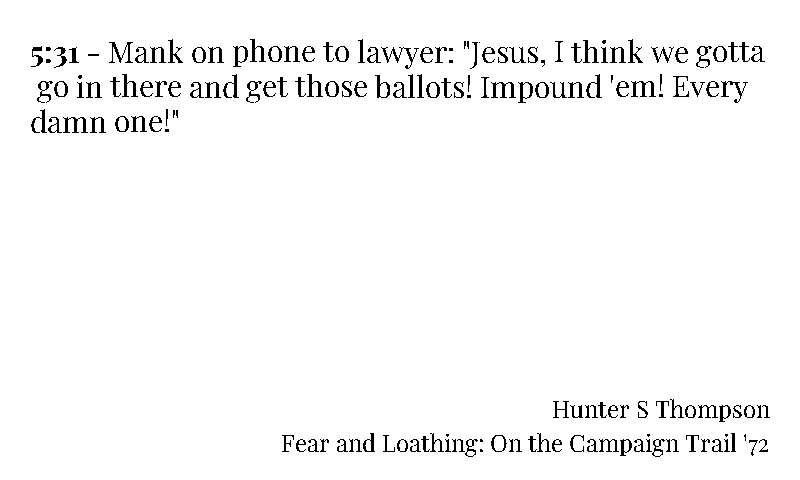 5:31 – Mank on phone to lawyer: "Jesus, I think we gotta
go in there and get those ballots! Impound 'em! Every
damn one!"
Hunter S Thompson
Fear and Loathing: On the Campaign Trail '72